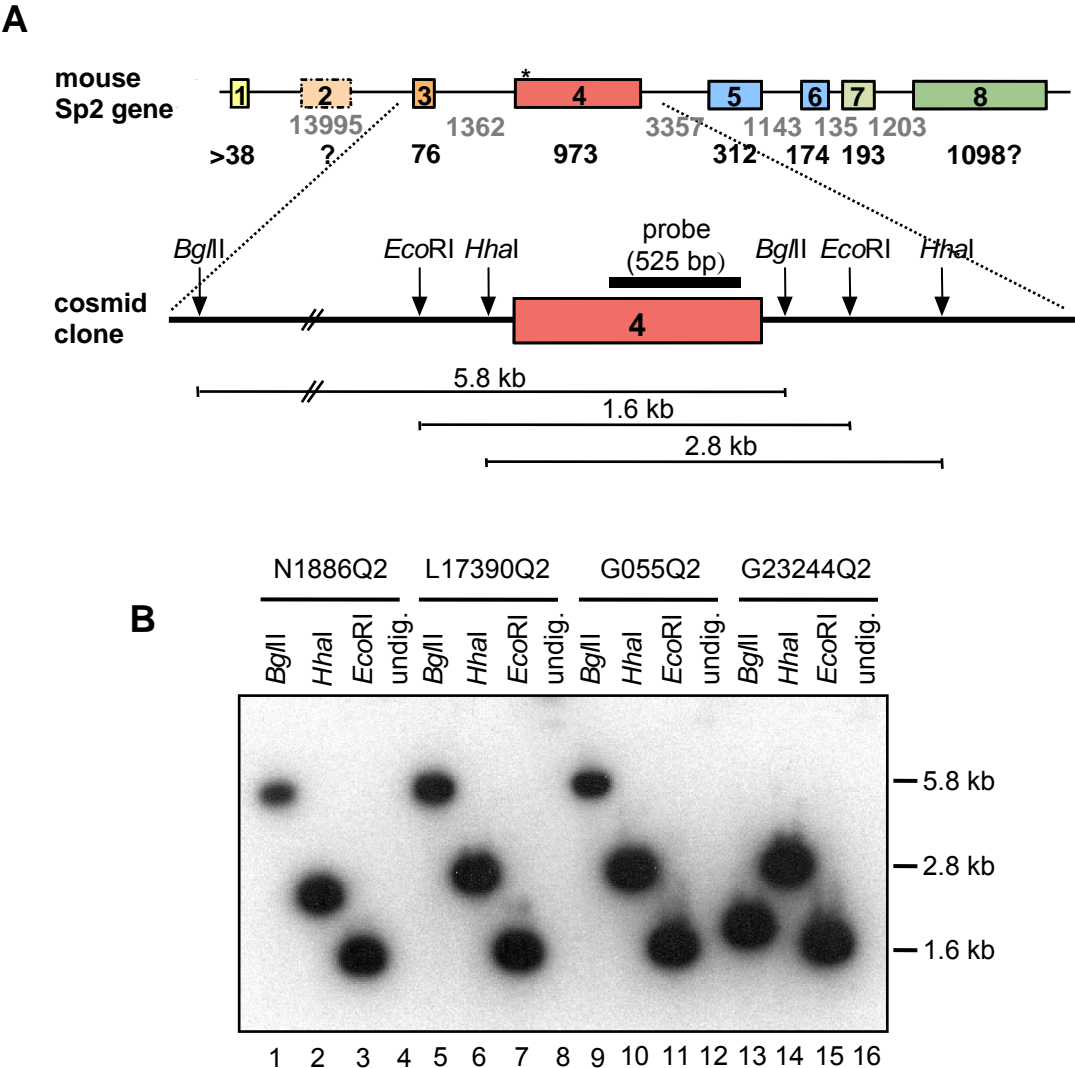 A
mouse
Sp2 gene
*
1 2 3 4 5 6 7 8
13995 1362 3357 1143 135 1203
>38 ? 76 973 312 174 193 1098?
probe
(525 bp)
BglII EcoRI HhaI BglII EcoRI HhaI
cosmid
clone
4
5.8 kb
1.6 kb
2.8 kb
N1886Q2 L17390Q2 G055Q2 G23244Q2
B
BglII HhaI EcoRI undig. BglII HhaI EcoRI undig. BglII HhaI EcoRI undig. BglII HhaI EcoRI undig.
5.8 kb
2.8 kb
1.6 kb
1 2 3 4 5 6 7 8 9 10 11 12 13 14 15 16